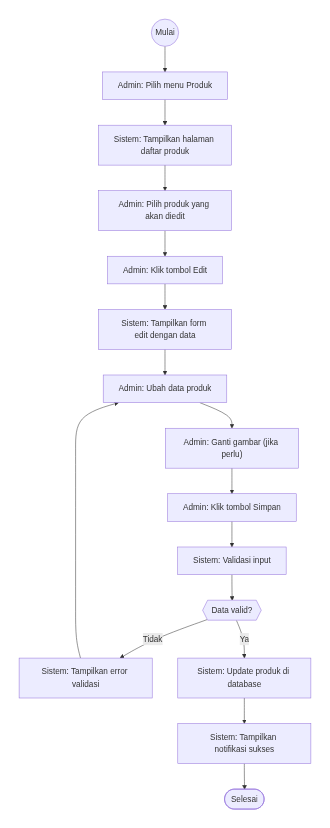 Mulai
Admin: Pilih menu Produk
Sistem: Tampilkan halaman
daftar produk
Admin: Pilih produk yang
akan diedit
Admin: Klik tombol Edit
Sistem: Tampilkan form
edit dengan data
Admin: Ubah data produk
Admin: Ganti gambar (jika
perlu)
Admin: Klik tombol Simpan
Sistem: Validasi input
Data valid?
Tidak
Ya
Sistem: Tampilkan error
validasi
Sistem: Update produk di
database
Sistem: Tampilkan
notifikasi sukses
Selesai